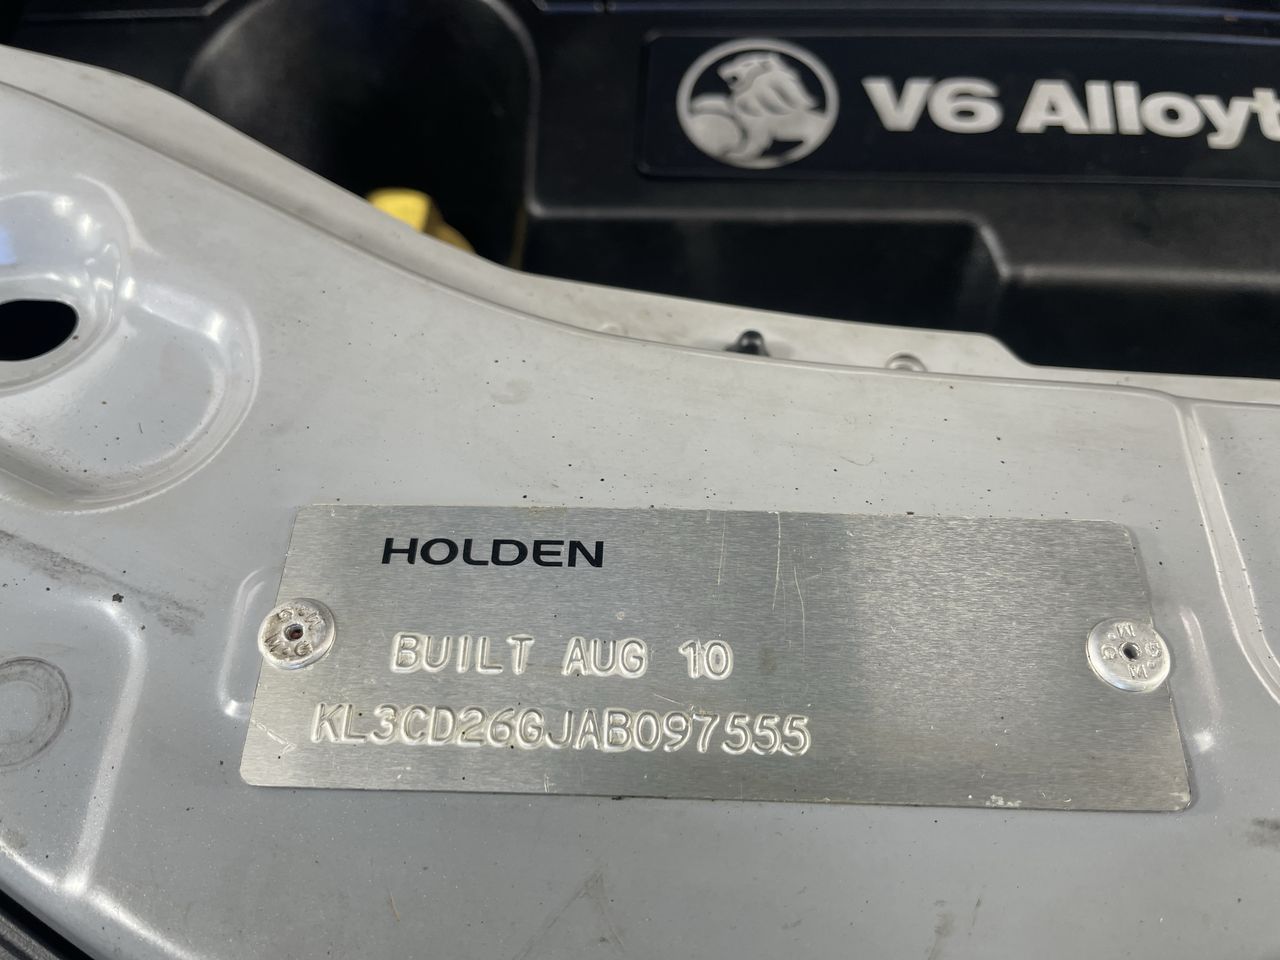 V6 Alloyt
HOLDEN
BUILT AUG 10
KL3CD26GJAB097555